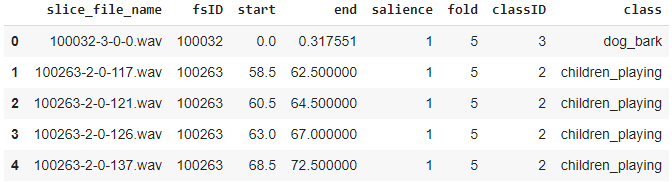 slice_file_name fsID start end salience fold classID class
0 100032-3-0-0.wav 100032 0.0 0.317551 1 5 3 dog_bark
1 100263-2-0-117.wav 100263 58.5 62.500000 1 5 2 children_playing
2 100263-2-0-121.wav 100263 60.5 64.500000 1 5 2 children_playing
3 100263-2-0-126.wav 100263 63.0 67.000000 1 5 2 children_playing
4 100263-2-0-137.wav 100263 68.5 72.500000 1 5 2 children_playing